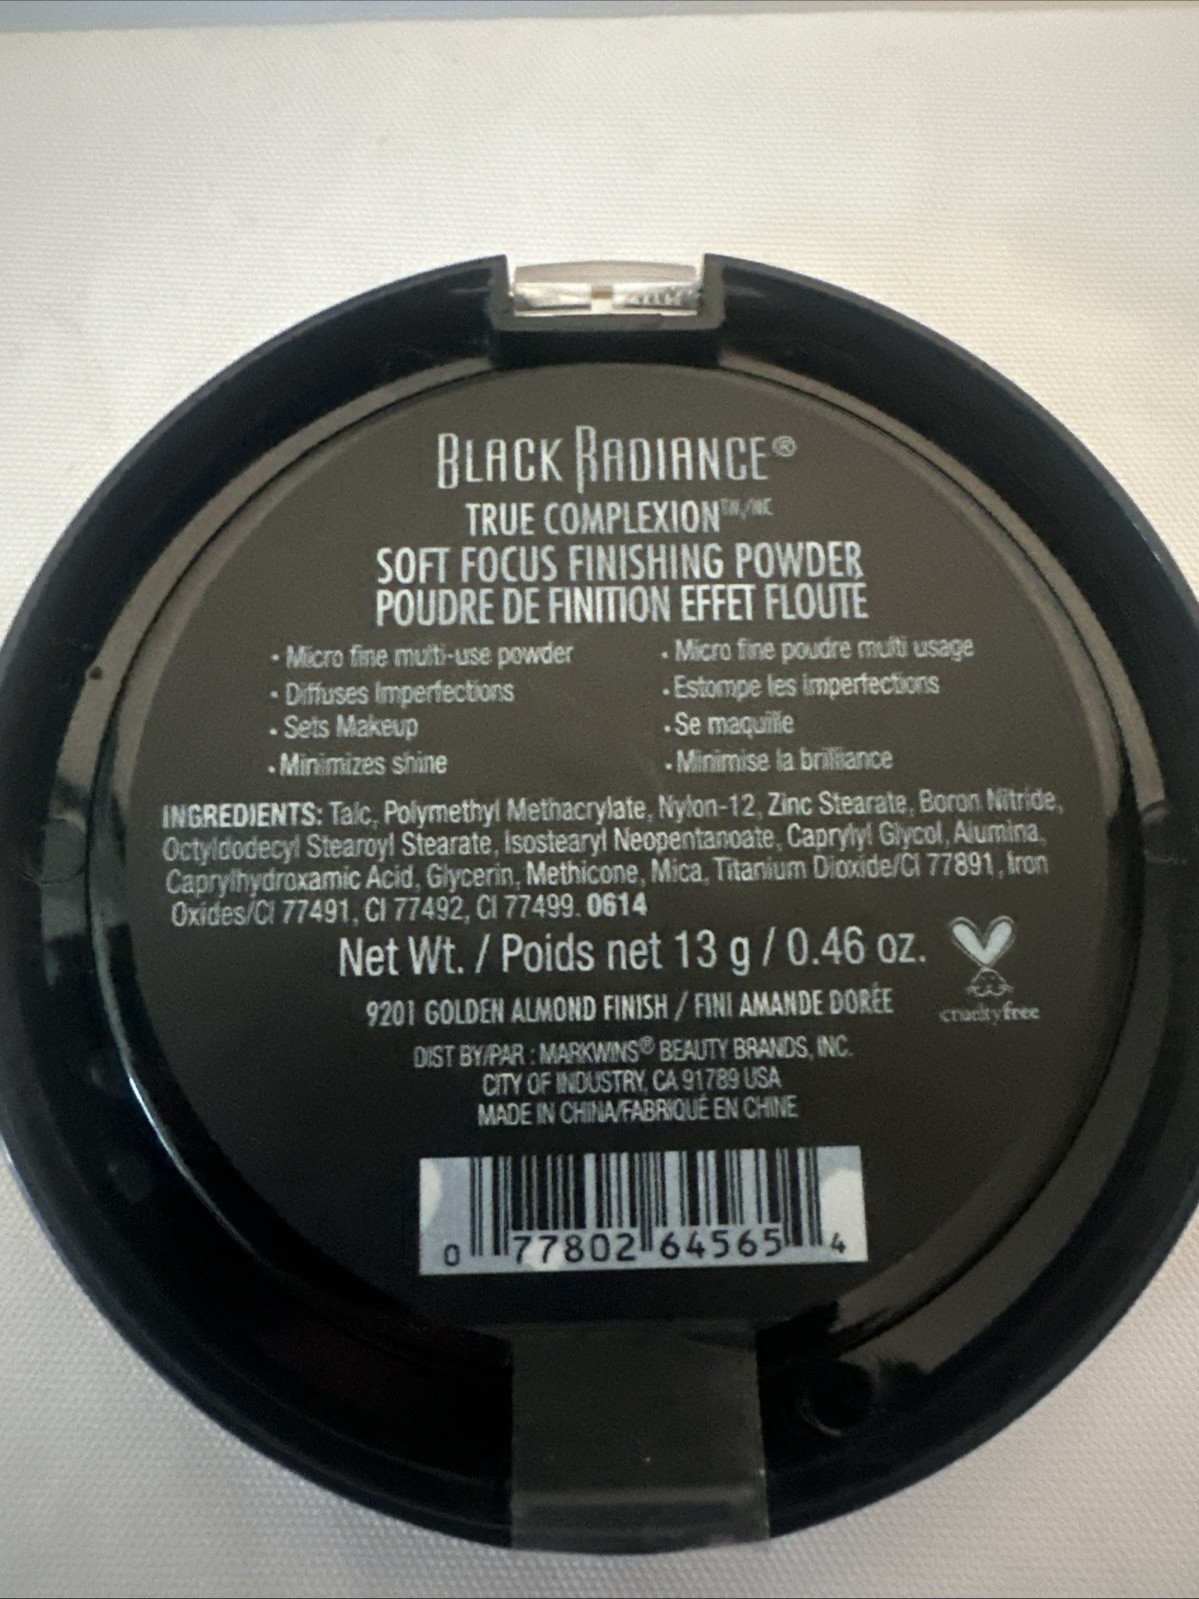 BLACK RADIANCE®
TRUE COMPLEXION™/MC
SOFT FOCUS FINISHING POWDER
POUDRE DE FINITION EFFET FLOUTÉ
• Micro fine multi-use powder
• Diffuses Imperfections
• Sets Makeup
• Minimizes shine
• Micro fine poudre multi usage
• Estompe les imperfections
• Se maquille
• Minimise la brilliance
INGREDIENTS: Talc, Polymethyl Methacrylate, Nylon-12, Zinc Stearate, Boron Nitride,
Octyldodecyl Stearoyl Stearate, Isostearyl Neopentanoate, Caprylyl Glycol, Alumina,
Caprylhydroxamic Acid, Glycerin, Methicone, Mica, Titanium Dioxide/CI 77891, Iron
Oxides/CI 77491, CI 77492, CI 77499. 0614
Net Wt. / Poids net 13 g / 0.46 oz.
crueltyfree
9201 GOLDEN ALMOND FINISH / FINI AMANDE DORÉE
DIST BY/PAR : MARKWINS® BEAUTY BRANDS, INC.
CITY OF INDUSTRY, CA 91789 USA
MADE IN CHINA/FABRIQUÉ EN CHINE
0 77802 64565 4